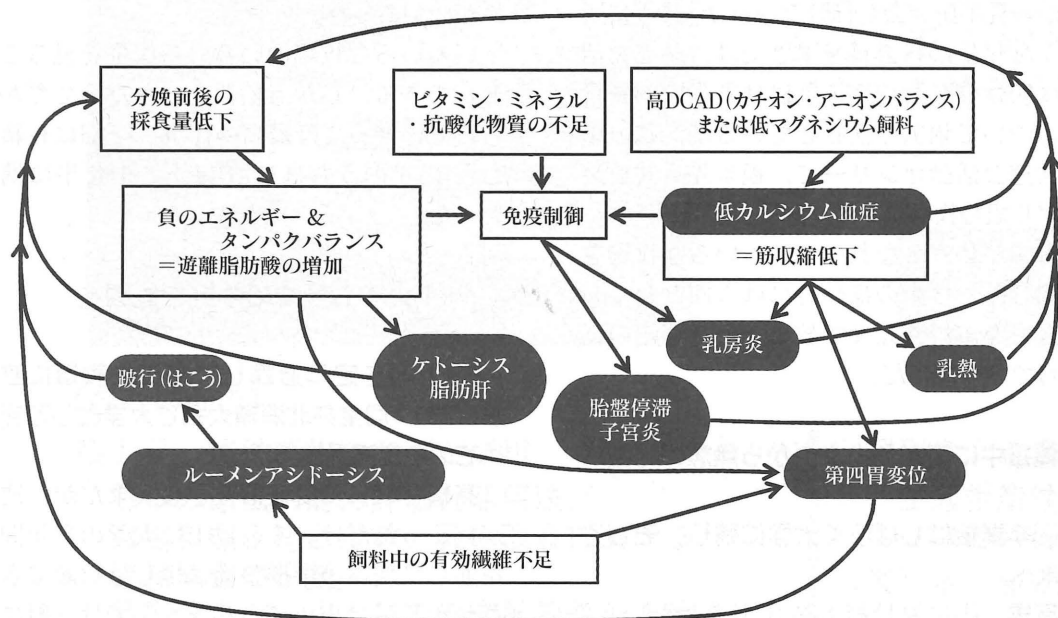 分娩前後の
採食量低下
ビタミン・ミネラル
・抗酸化物質の不足
高DCAD(カチオン・アニオンバランス)
または低マグネシウム飼料
負のエネルギー &
タンパクバランス
=遊離脂肪酸の増加
免疫制御
低カルシウム血症
=筋収縮低下
乳房炎
乳熱
跛行(はこう)
ケトーシス
脂肪肝
胎盤停滞
子宮炎
ルーメンアシドーシス
第四胃変位
飼料中の有効繊維不足